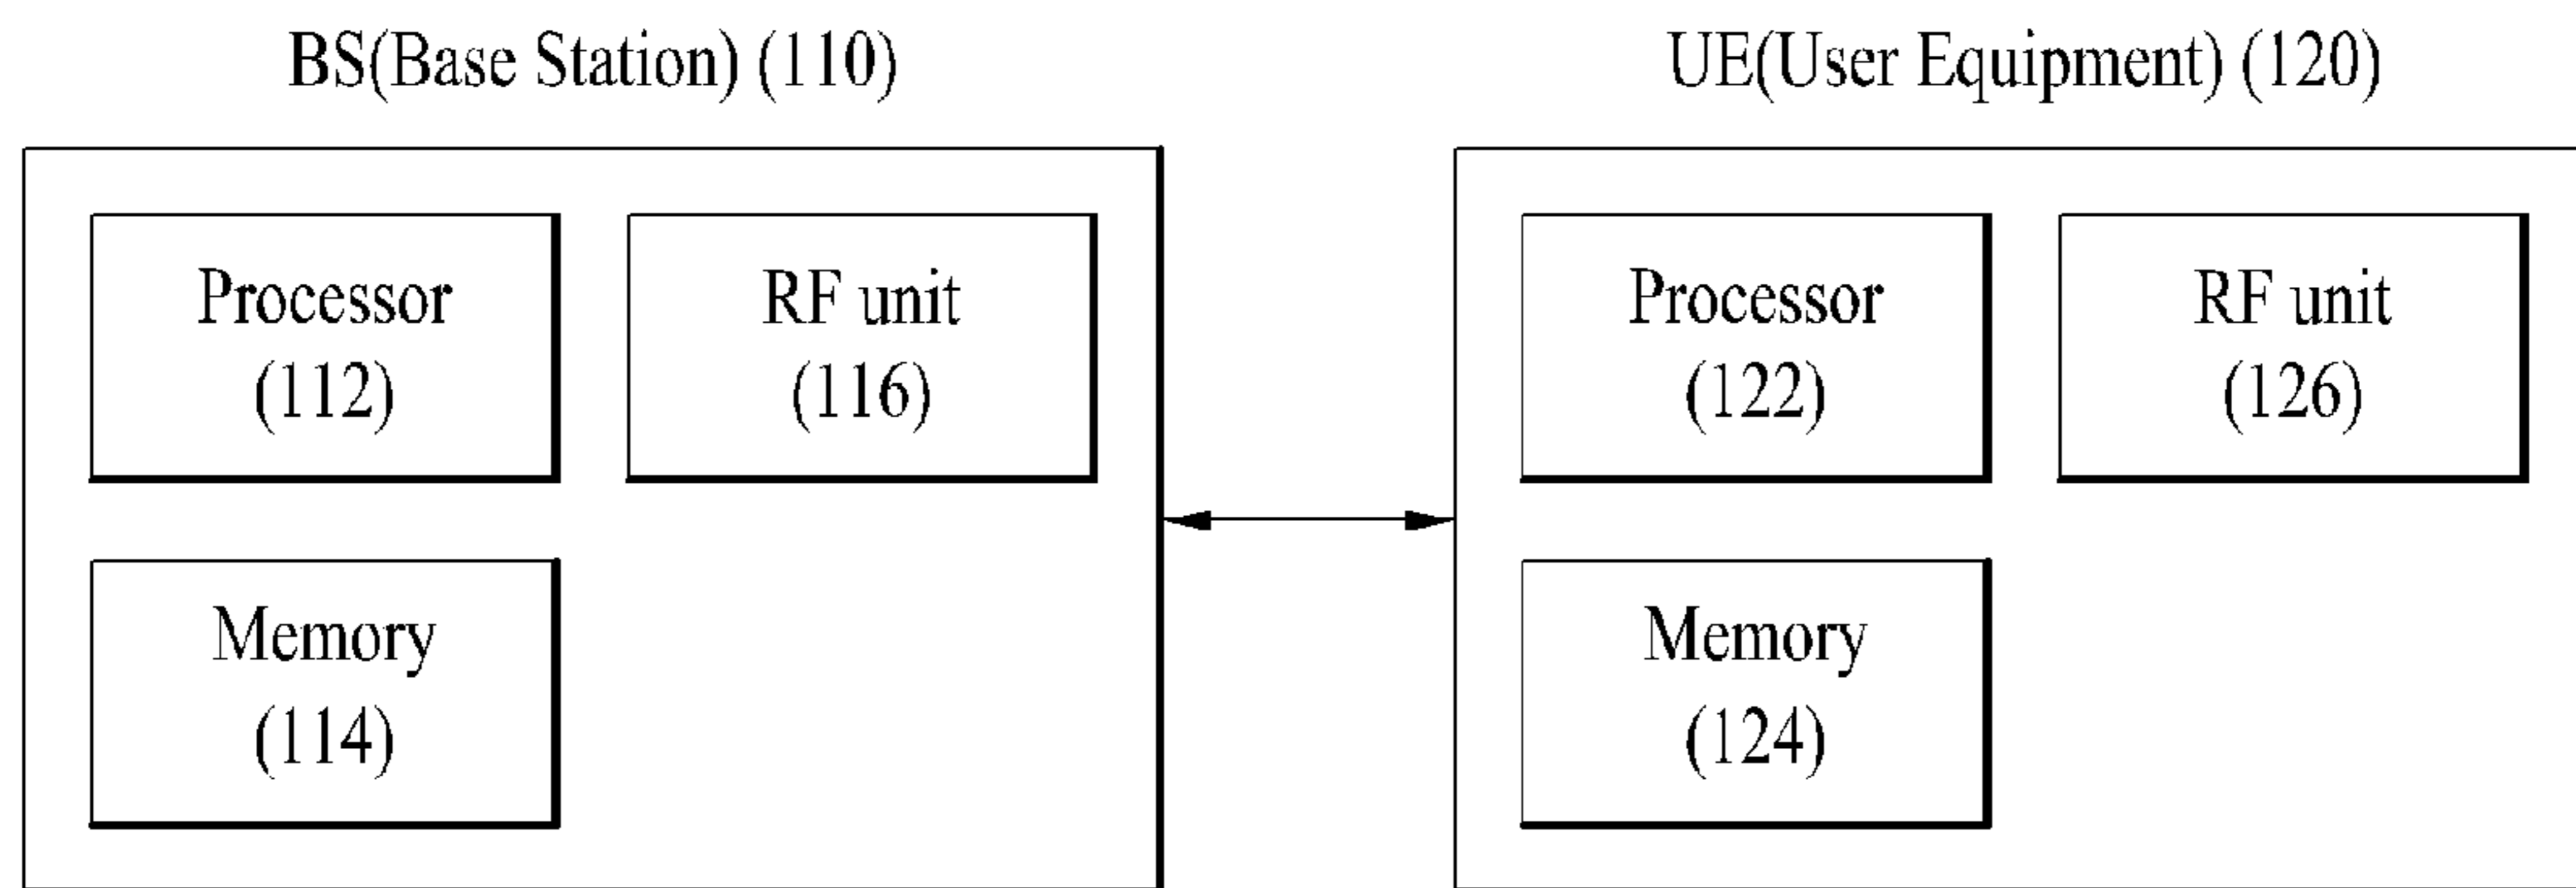 BS(Base Station) (110)
Processor
(112)
RF unit
(116)
Memory
(114)
UE(User Equipment) (120)
Processor
(122)
RF unit
(126)
Memory
(124)